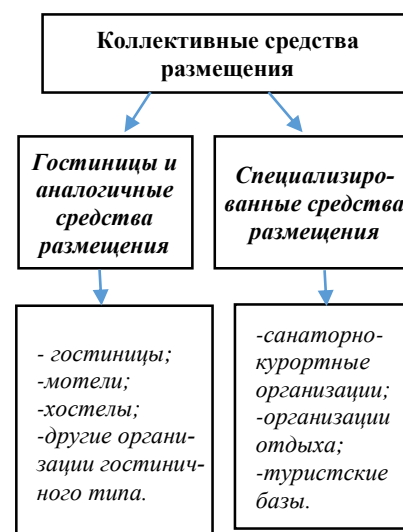 Коллективные средства
размещения
Гостиницы и
аналогичные
средства
размещения
Специализиро-
ванные средства
размещения
- гостиницы;
-мотели;
-хостелы;
-другие органи-
зации гостинич-
ного типа.
-санаторно-
курортные
организации;
-организации
отдыха;
-туристские
базы.